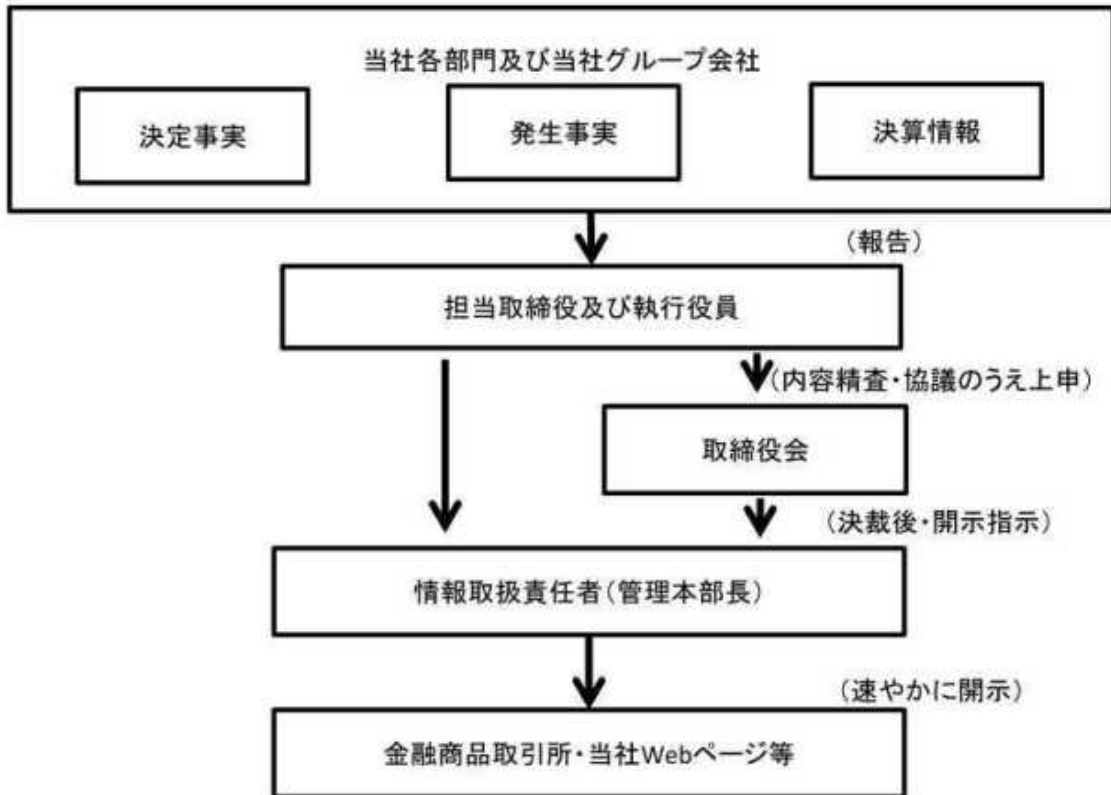 当社各部門及び当社グループ会社
決定事実
発生事実
決算情報
(報告)
担当取締役及び執行役員
(内容精査・協議のうえ上申)
取締役会
(決裁後・開示指示)
情報取扱責任者(管理本部長)
(速やかに開示)
金融商品取引所・当社Webページ等